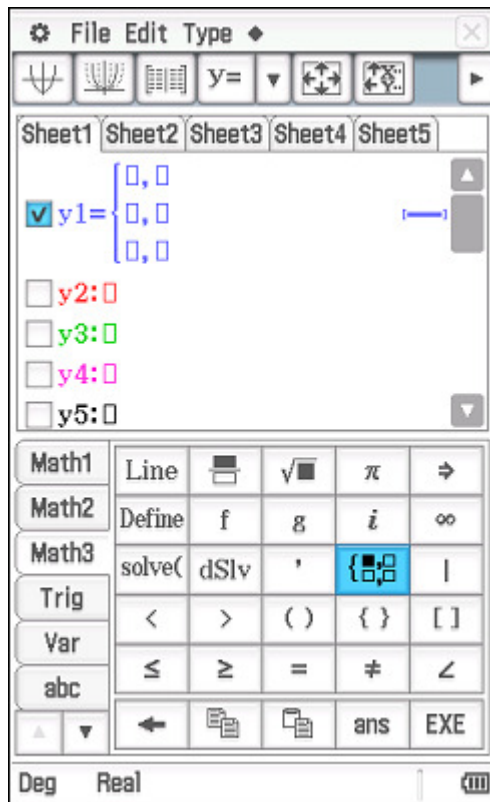 File Edit Type ◆
y=
Sheet1 Sheet2 Sheet3 Sheet4 Sheet5
y1={▯,▯
▯,▯
▯,▯
y2:▯
y3:▯
y4:▯
y5:▯
Math1 Line √■ π ⇒
Math2 Define f g i ∞
Math3 solve( dSlv ' {■;▯ |
Trig < > ( ) { } [ ]
Var ≤ ≥ = ≠ ∠
abc
← ans EXE
Deg Real